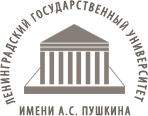 ЛЕНИНГРАДСКИЙ ГОСУДАРСТВЕННЫЙ УНИВЕРСИТЕТ
ИМЕНИ А.С. ПУШКИНА